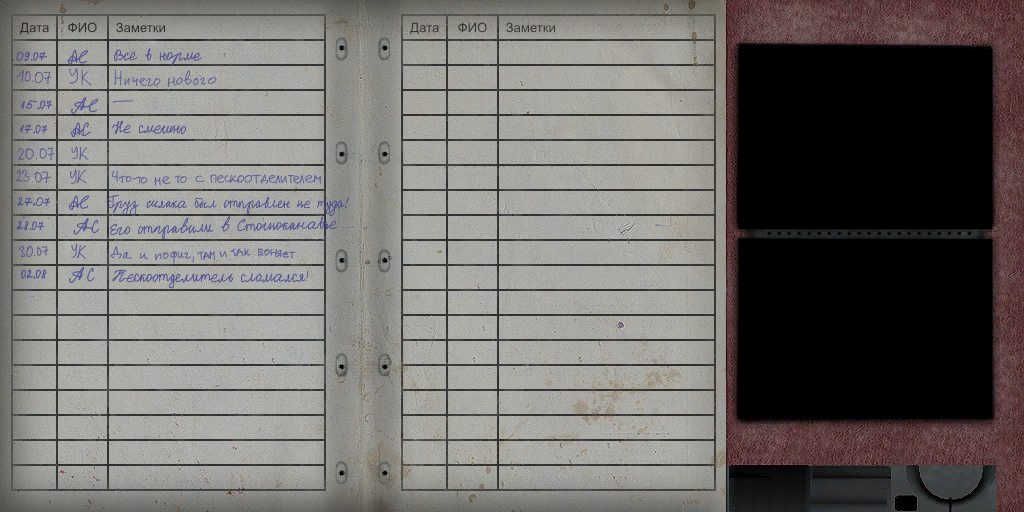 Дата ФИО Заметки
09.07 АС Всё в норме
10.07 УК Ничего нового
15.07 АС —
17.07 АС Не смешно
20.07 УК
23.07 УК Что-то не то с пескоотделителем
27.07 АС Груз шлака был отправлен не туда!
28.07 АС Его отправили в Стоиноканавье
30.07 УК Да и пофиг, там и так воняет
02.08 АС Пескоотделитель сломался!
Дата ФИО Заметки